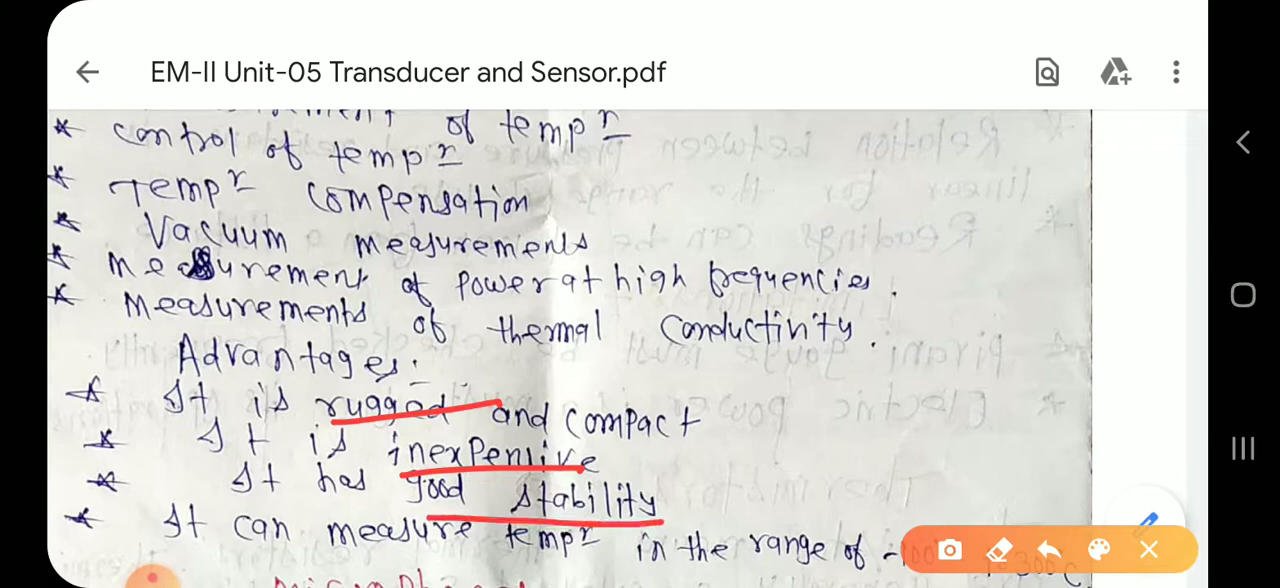 EM-II Unit-05 Transducer and Sensor.pdf
of tempr
* control of tempr
* Tempr compensation
* Vacuum measurements
* measurement of power at high frequencies.
* measurements of thermal conductivity.
Advantages:
* It is rugged and compact
* It is inexpensive
* It has good stability
* It can measure tempr in the range of -100° 300°C